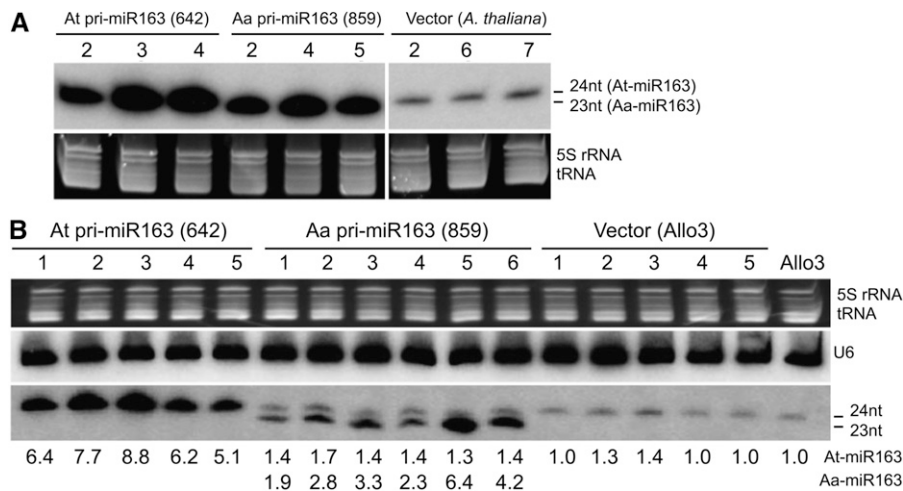 A
At pri-miR163 (642) Aa pri-miR163 (859) Vector (A. thaliana)
2 3 4 2 4 5 2 6 7
24nt (At-miR163)
23nt (Aa-miR163)
5S rRNA
tRNA
B
At pri-miR163 (642) Aa pri-miR163 (859) Vector (Allo3)
1 2 3 4 5 1 2 3 4 5 6 1 2 3 4 5 Allo3
5S rRNA
tRNA
U6
24nt
23nt
6.4 7.7 8.8 6.2 5.1 1.4 1.7 1.4 1.4 1.3 1.4 1.0 1.3 1.4 1.0 1.0 1.0 At-miR163
1.9 2.8 3.3 2.3 6.4 4.2 Aa-miR163